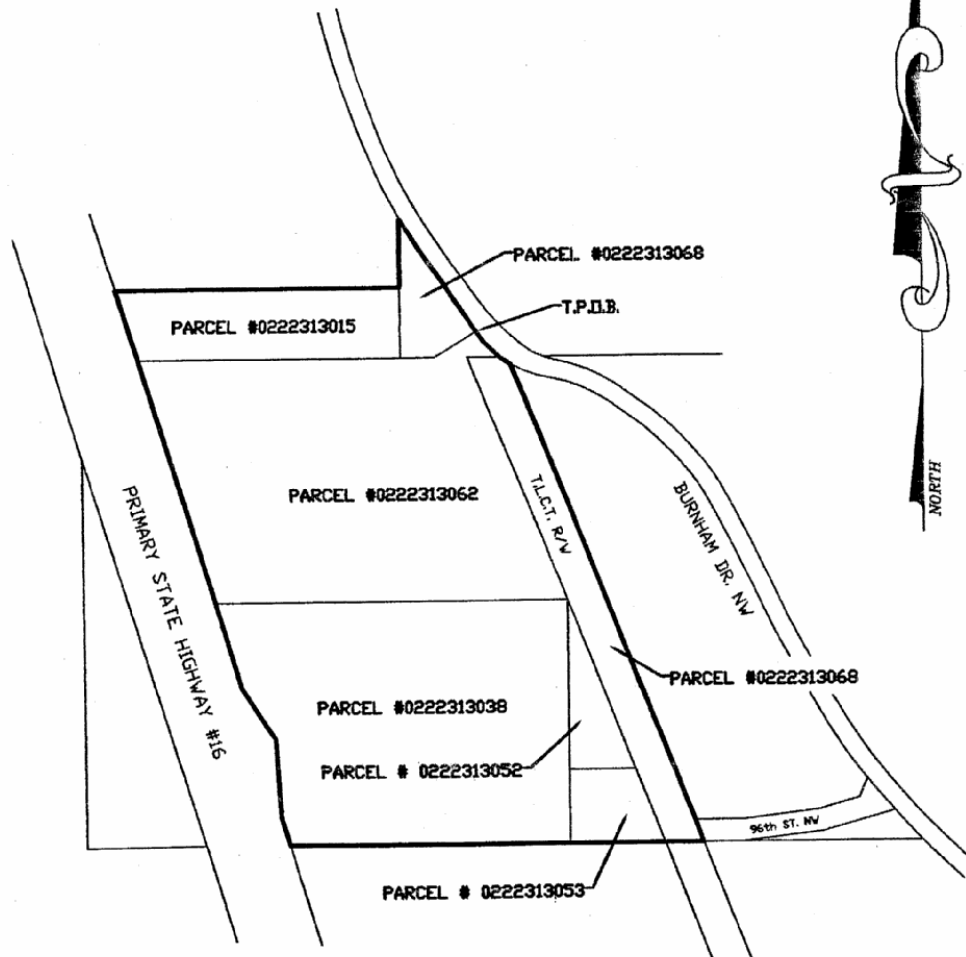 PARCEL #0222313068
T.P.O.B.
PARCEL #0222313015
PARCEL #0222313062
T.L.C.T. R/W
BURNHAM DR. NW
NORTH
PRIMARY STATE HIGHWAY #16
PARCEL #0222313068
PARCEL #0222313038
PARCEL # 0222313052
96th ST. NW
PARCEL # 0222313053